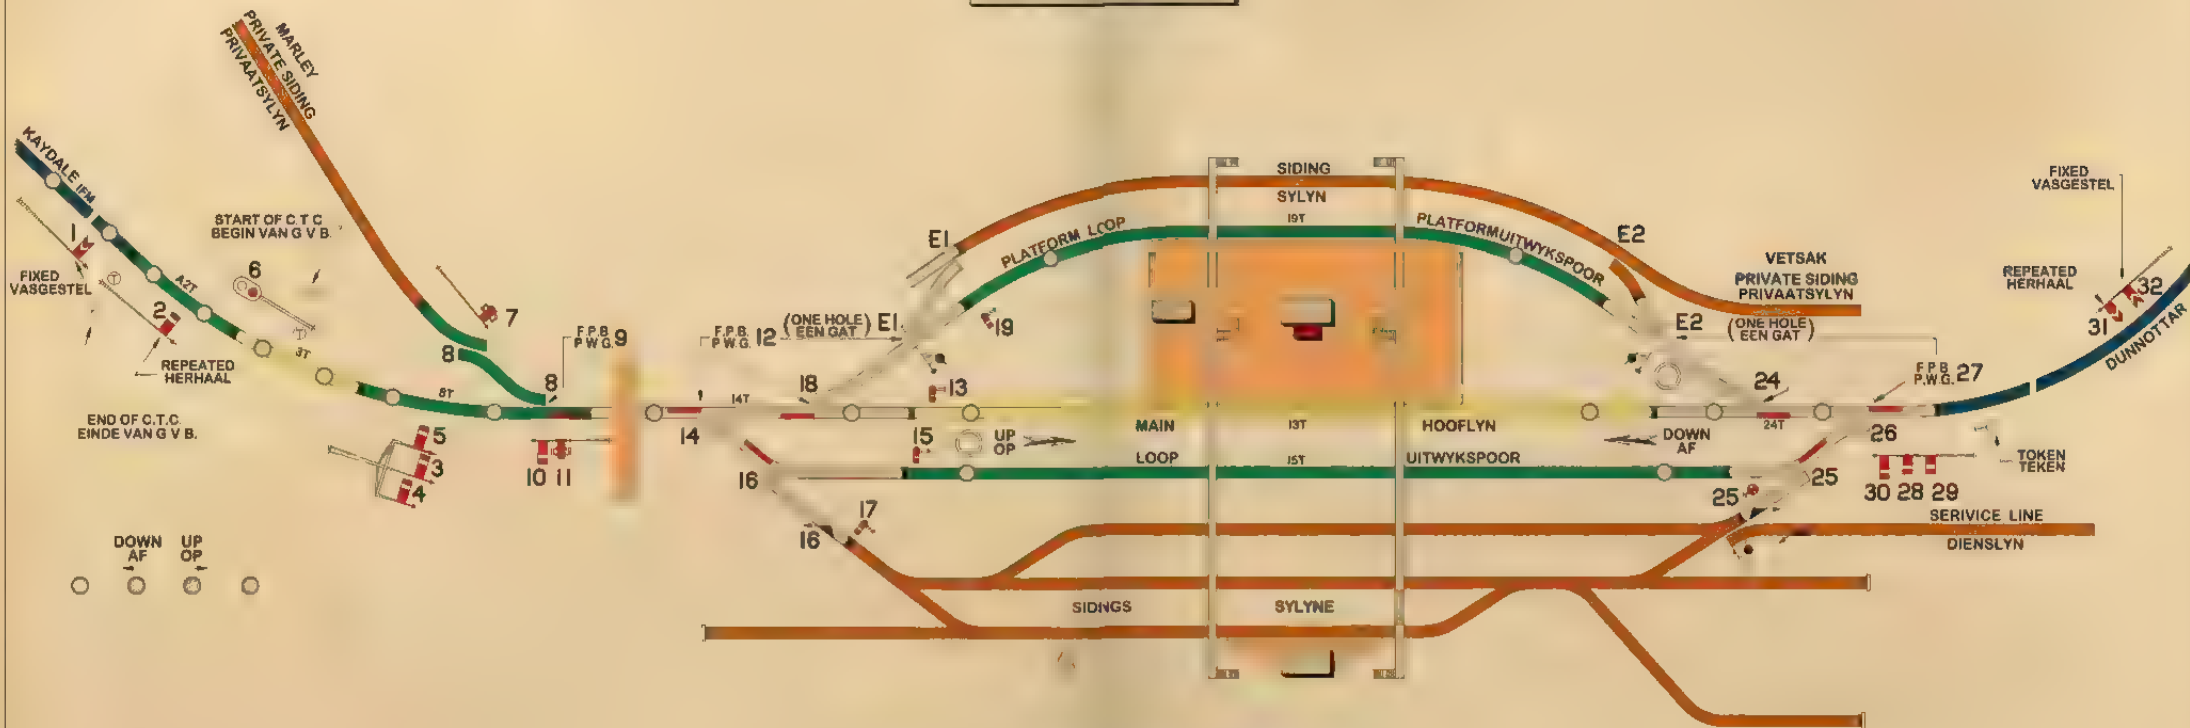 MARLEY
PRIVATE SIDING
PRIVAATSYLYN
KAYDALE
1FM
1
FIXED
VASGESTEL
2
REPEATED
HERHAAL
A2T
START OF C.T.C
BEGIN VAN G V B.
6
3T
END OF C.T.C.
EINDE VAN G V B.
7
8
8
8T
5
3
4
F.P.B.
P.W.G. 9
10 11
F.P.B.
P.W.G. 12
(ONE HOLE)
EEN GAT
E1
E1
14T
14
18
13
15
16
16
17
19
PLATFORM LOOP
SIDING
SYLYN
19T
PLATFORMUITWYKSPOOR
E2
E2
VETSAK
PRIVATE SIDING
PRIVAATSYLYN
(ONE HOLE)
EEN GAT
UP
OP
MAIN
13T
HOOFLYN
DOWN
AF
LOOP
15T
UITWYKSPOOR
24
24T
F.P.B
P.W.G. 27
26
25
25
30 28 29
TOKEN
TEKEN
FIXED
VASGESTEL
REPEATED
HERHAAL
31
32
DUNNOTTAR
SERIVICE LINE
DIENSLYN
SIDINGS
SYLYNE
DOWN
AF
UP
OP